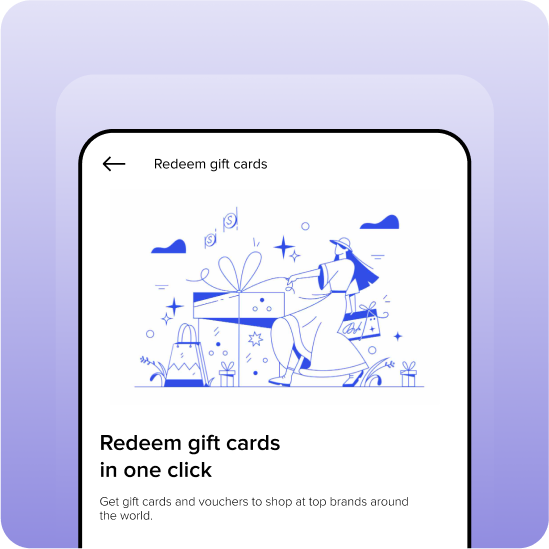 Redeem gift cards
Redeem gift cards
in one click
Get gift cards and vouchers to shop at top brands around
the world.